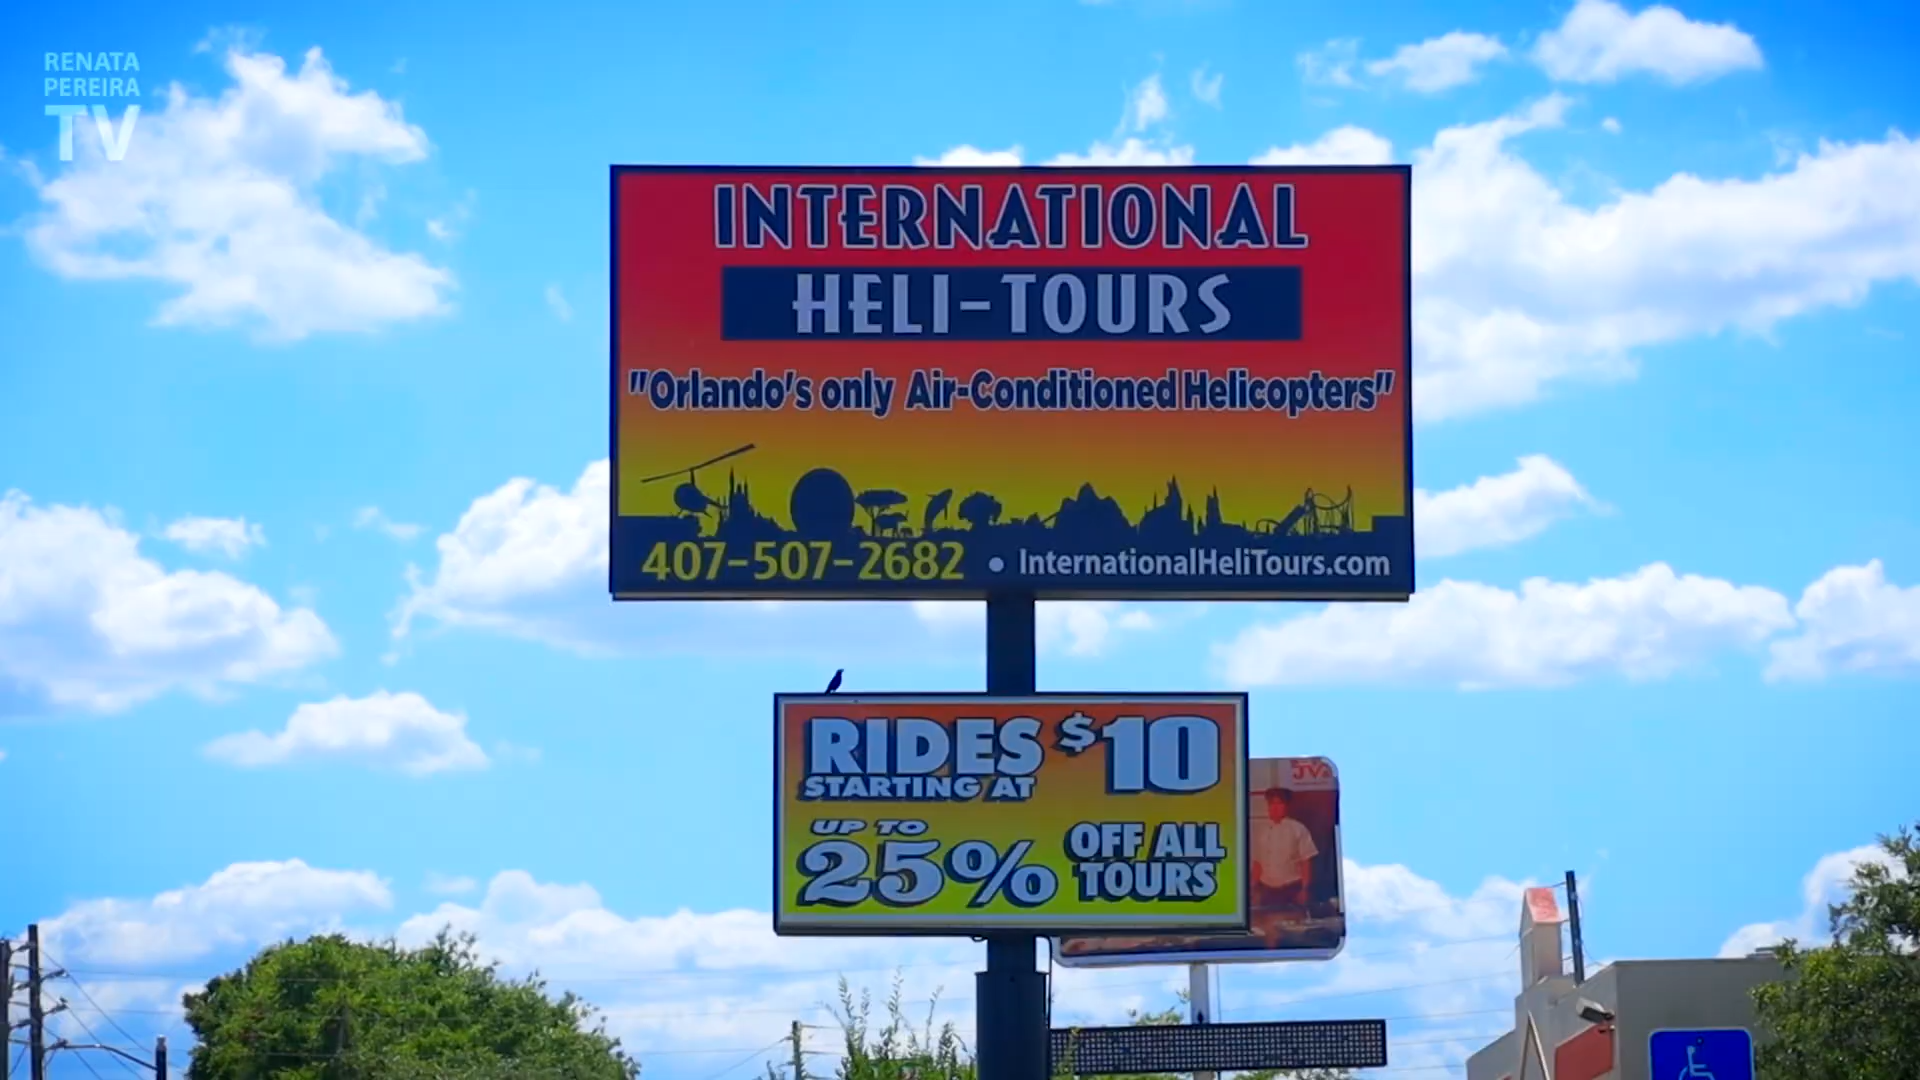 RENATA
PEREIRA
TV
INTERNATIONAL
HELI-TOURS
"Orlando's only Air-Conditioned Helicopters"
407-507-2682 • InternationalHeliTours.com
RIDES $10
STARTING AT
UP TO
25% OFF ALL
TOURS